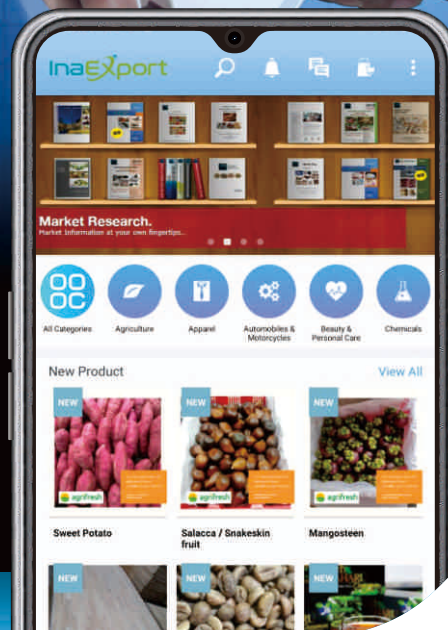 InaExport
Market Research.
Market Information at your own fingertips...
All Categories
Agriculture
Apparel
Automobiles &
Motorcycles
Beauty &
Personal Care
Chemicals
New Product
View All
NEW
NEW
NEW
agrifresh
agrifresh
agrifresh
Sweet Potato
Salacca / Snakeskin
fruit
Mangosteen
NEW
NEW
NEW